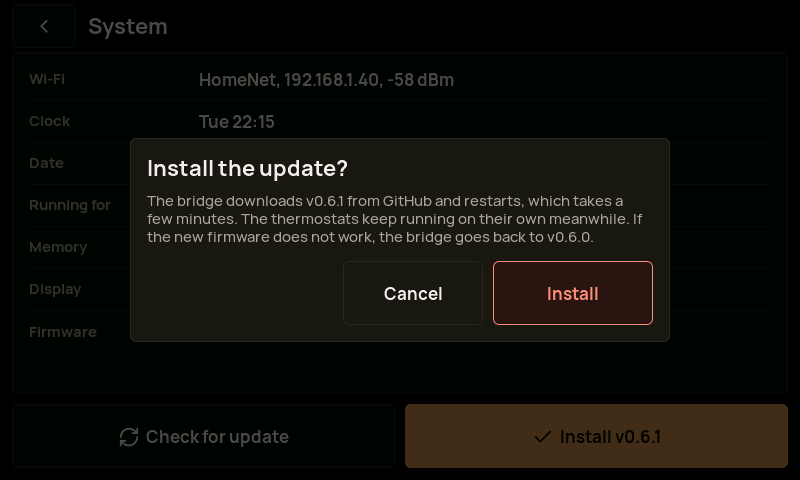 System
Wi-Fi HomeNet, 192.168.1.40, -58 dBm
Clock Tue 22:15
Date
Running for
Memory
Display
Firmware
Install the update?
The bridge downloads v0.6.1 from GitHub and restarts, which takes a
few minutes. The thermostats keep running on their own meanwhile. If
the new firmware does not work, the bridge goes back to v0.6.0.
Cancel Install
Check for update Install v0.6.1